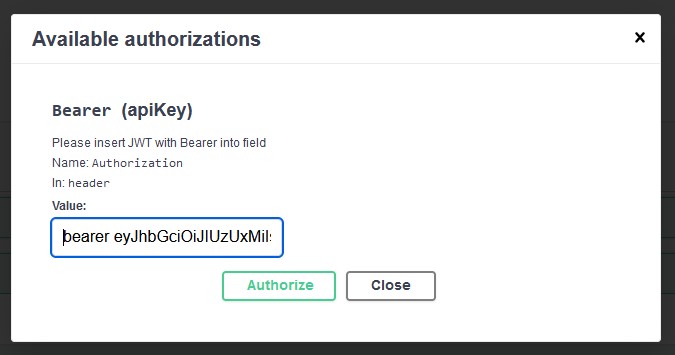 Available authorizations
×
Bearer (apiKey)
Please insert JWT with Bearer into field
Name: Authorization
In: header
Value:
bearer eyJhbGciOiJIUzUxMiIs
Authorize
Close